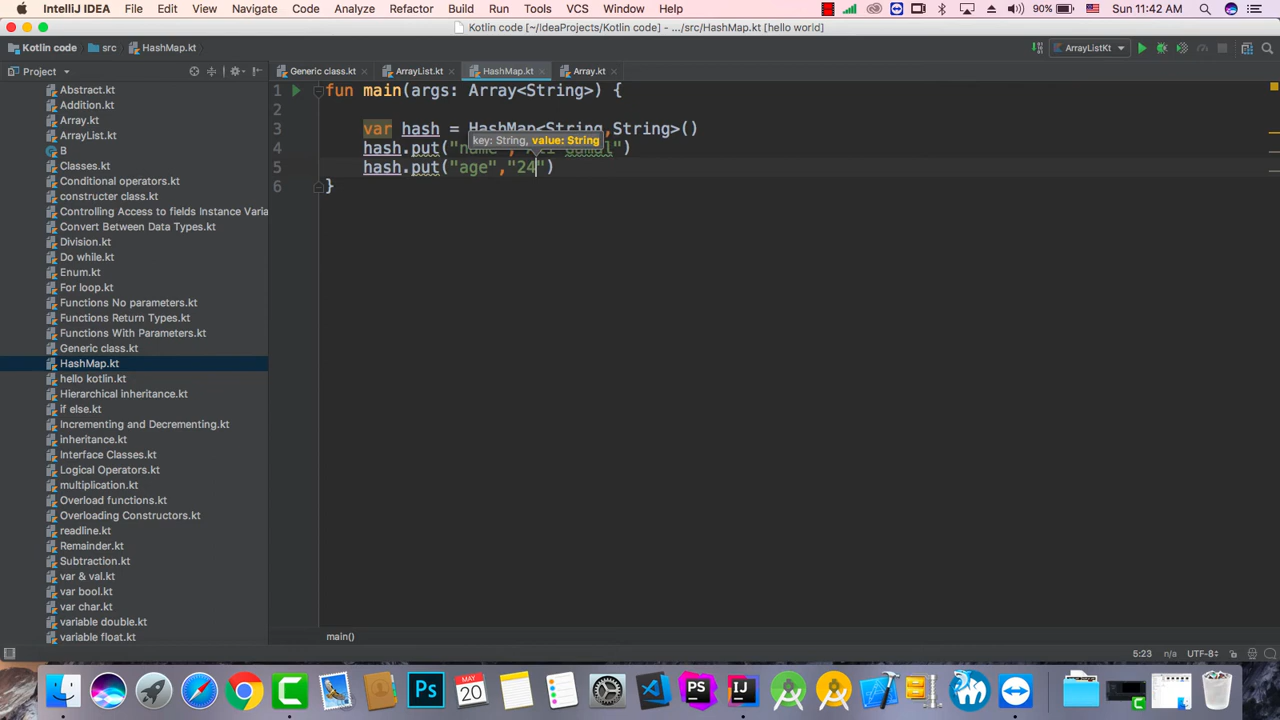 IntelliJ IDEA File Edit View Navigate Code Analyze Refactor Build Run Tools VCS Window Help 90% Sun 11:42 AM
Kotlin code [~/IdeaProjects/Kotlin code] - .../src/HashMap.kt [hello world]
Kotlin code src HashMap.kt ArrayListKt
Project Generic class.kt ArrayList.kt HashMap.kt Array.kt
Abstract.kt
Addition.kt
Array.kt
ArrayList.kt
B
Classes.kt
Conditional operators.kt
constructer class.kt
Controlling Access to fields Instance Varia
Convert Between Data Types.kt
Division.kt
Do while.kt
Enum.kt
For loop.kt
Functions No parameters.kt
Functions Return Types.kt
Functions With Parameters.kt
Generic class.kt
HashMap.kt
hello kotlin.kt
Hierarchical inheritance.kt
if else.kt
Incrementing and Decrementing.kt
inheritance.kt
Interface Classes.kt
Logical Operators.kt
multiplication.kt
Overload functions.kt
Overloading Constructors.kt
readline.kt
Remainder.kt
Subtraction.kt
var & val.kt
var bool.kt
var char.kt
variable double.kt
variable float.kt
1 fun main(args: Array<String>) {
2
3 var hash = HashMap<String,String>()
key: String, value: String
4 hash.put("name",
5 hash.put("age","24")
6 }
main()
5:23 n/a UTF-8
Ps MAY 20 PS IJ